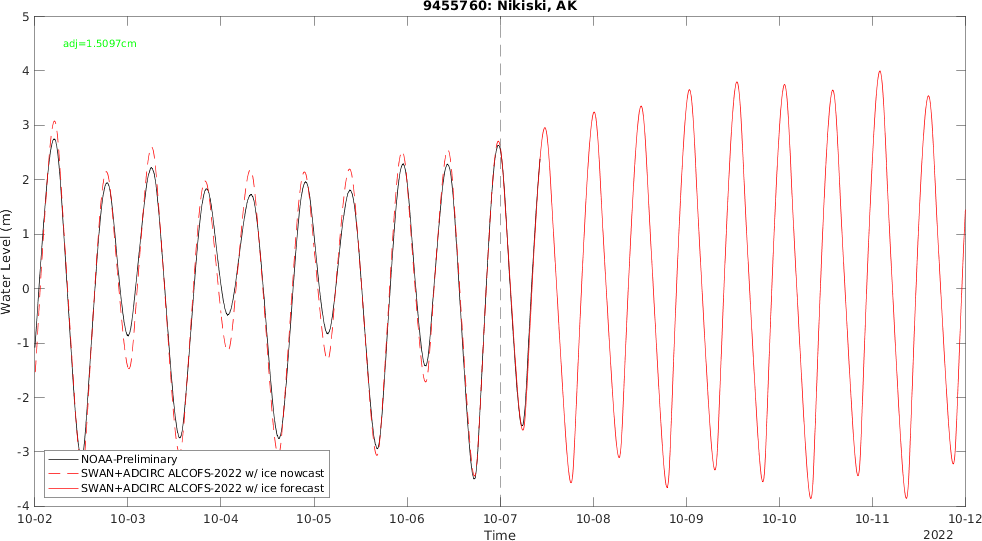 9455760: Nikiski, AK
adj=1.5097cm
5
4
3
2
1
0
-1
-2
-3
-4
Water Level (m)
NOAA-Preliminary
SWAN+ADCIRC ALCOFS-2022 w/ ice nowcast
SWAN+ADCIRC ALCOFS-2022 w/ ice forecast
10-02 10-03 10-04 10-05 10-06 10-07 10-08 10-09 10-10 10-11 10-12
Time
2022